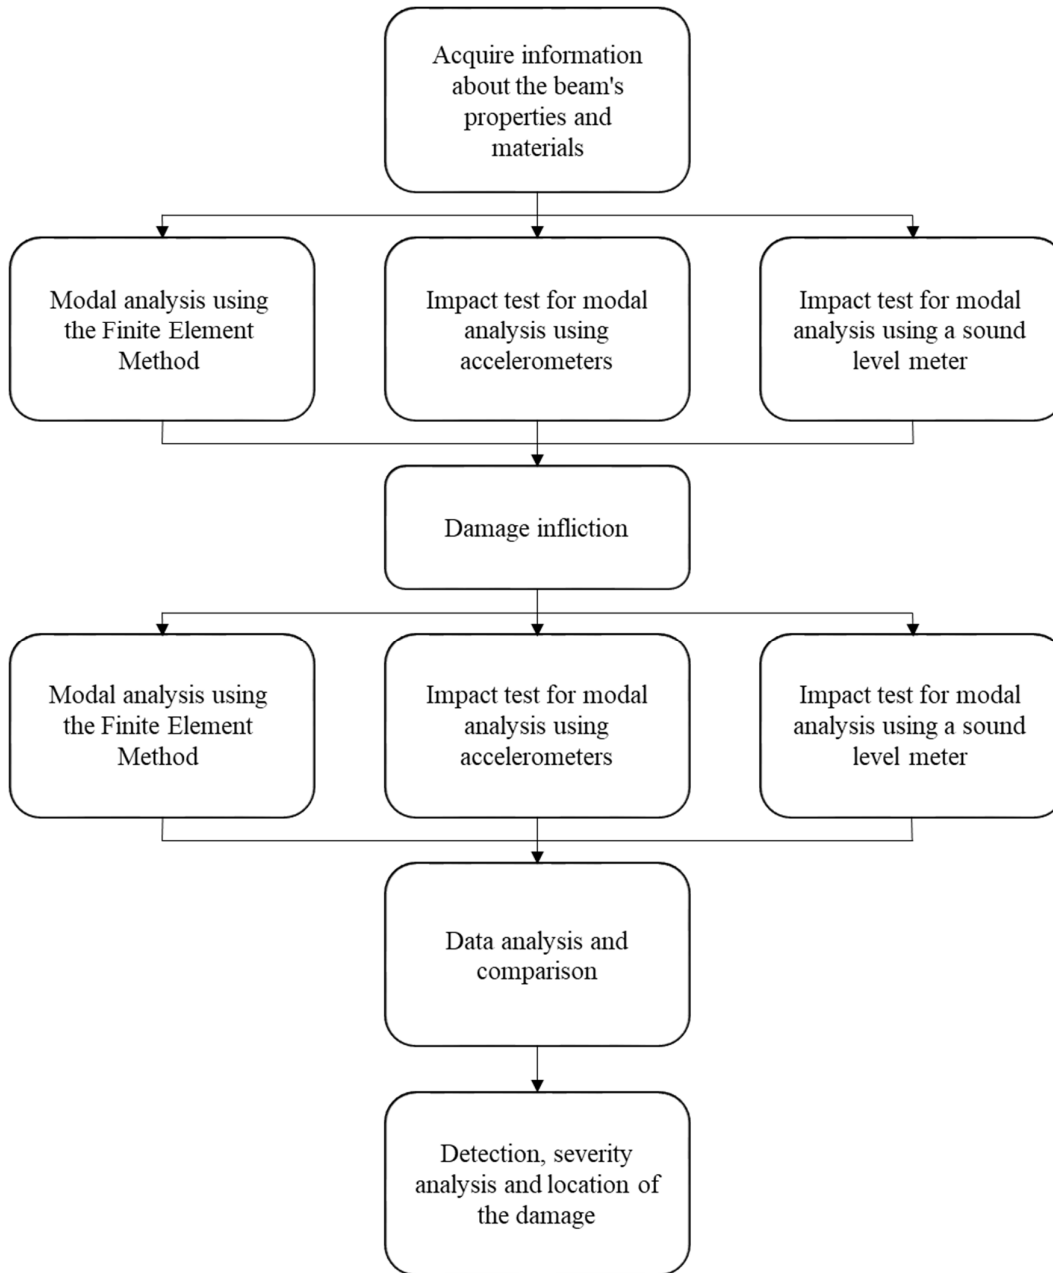 Acquire information
about the beam's
properties and
materials
Modal analysis using
the Finite Element
Method
Impact test for modal
analysis using
accelerometers
Impact test for modal
analysis using a sound
level meter
Damage infliction
Modal analysis using
the Finite Element
Method
Impact test for modal
analysis using
accelerometers
Impact test for modal
analysis using a sound
level meter
Data analysis and
comparison
Detection, severity
analysis and location of
the damage